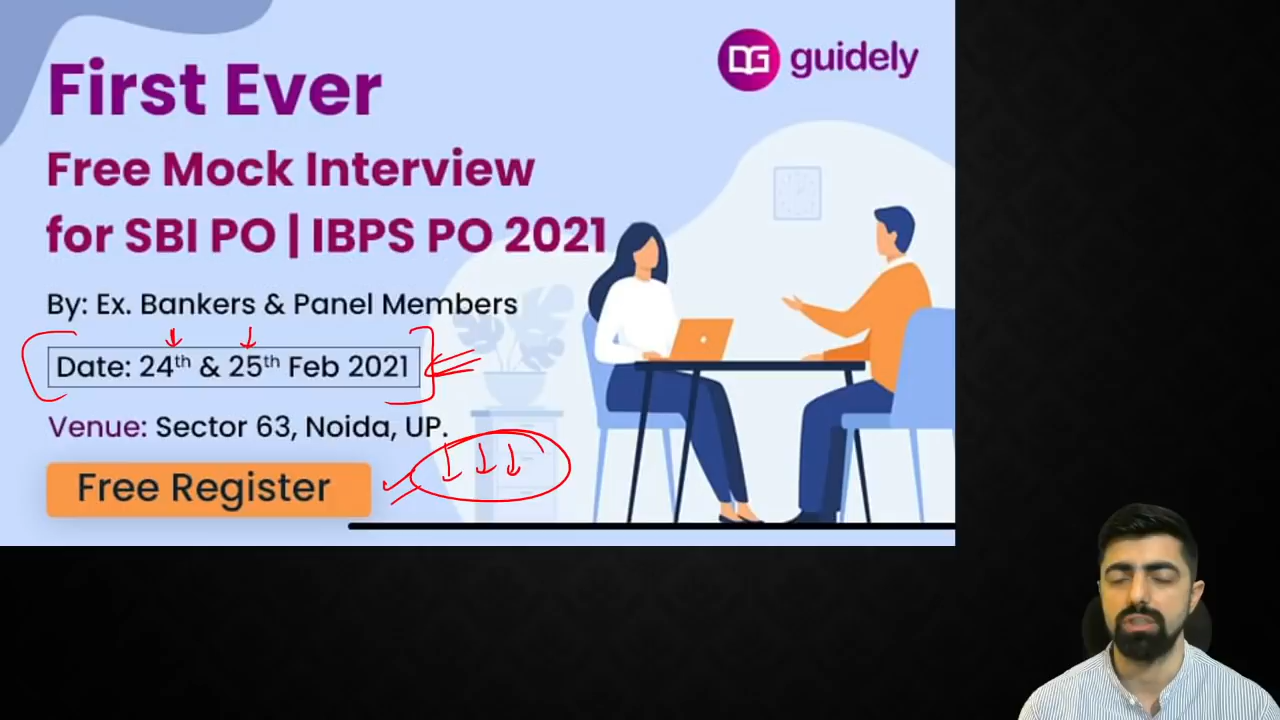 guidely
First Ever
Free Mock Interview
for SBI PO | IBPS PO 2021
By: Ex. Bankers & Panel Members
Date: 24th & 25th Feb 2021
Venue: Sector 63, Noida, UP.
Free Register